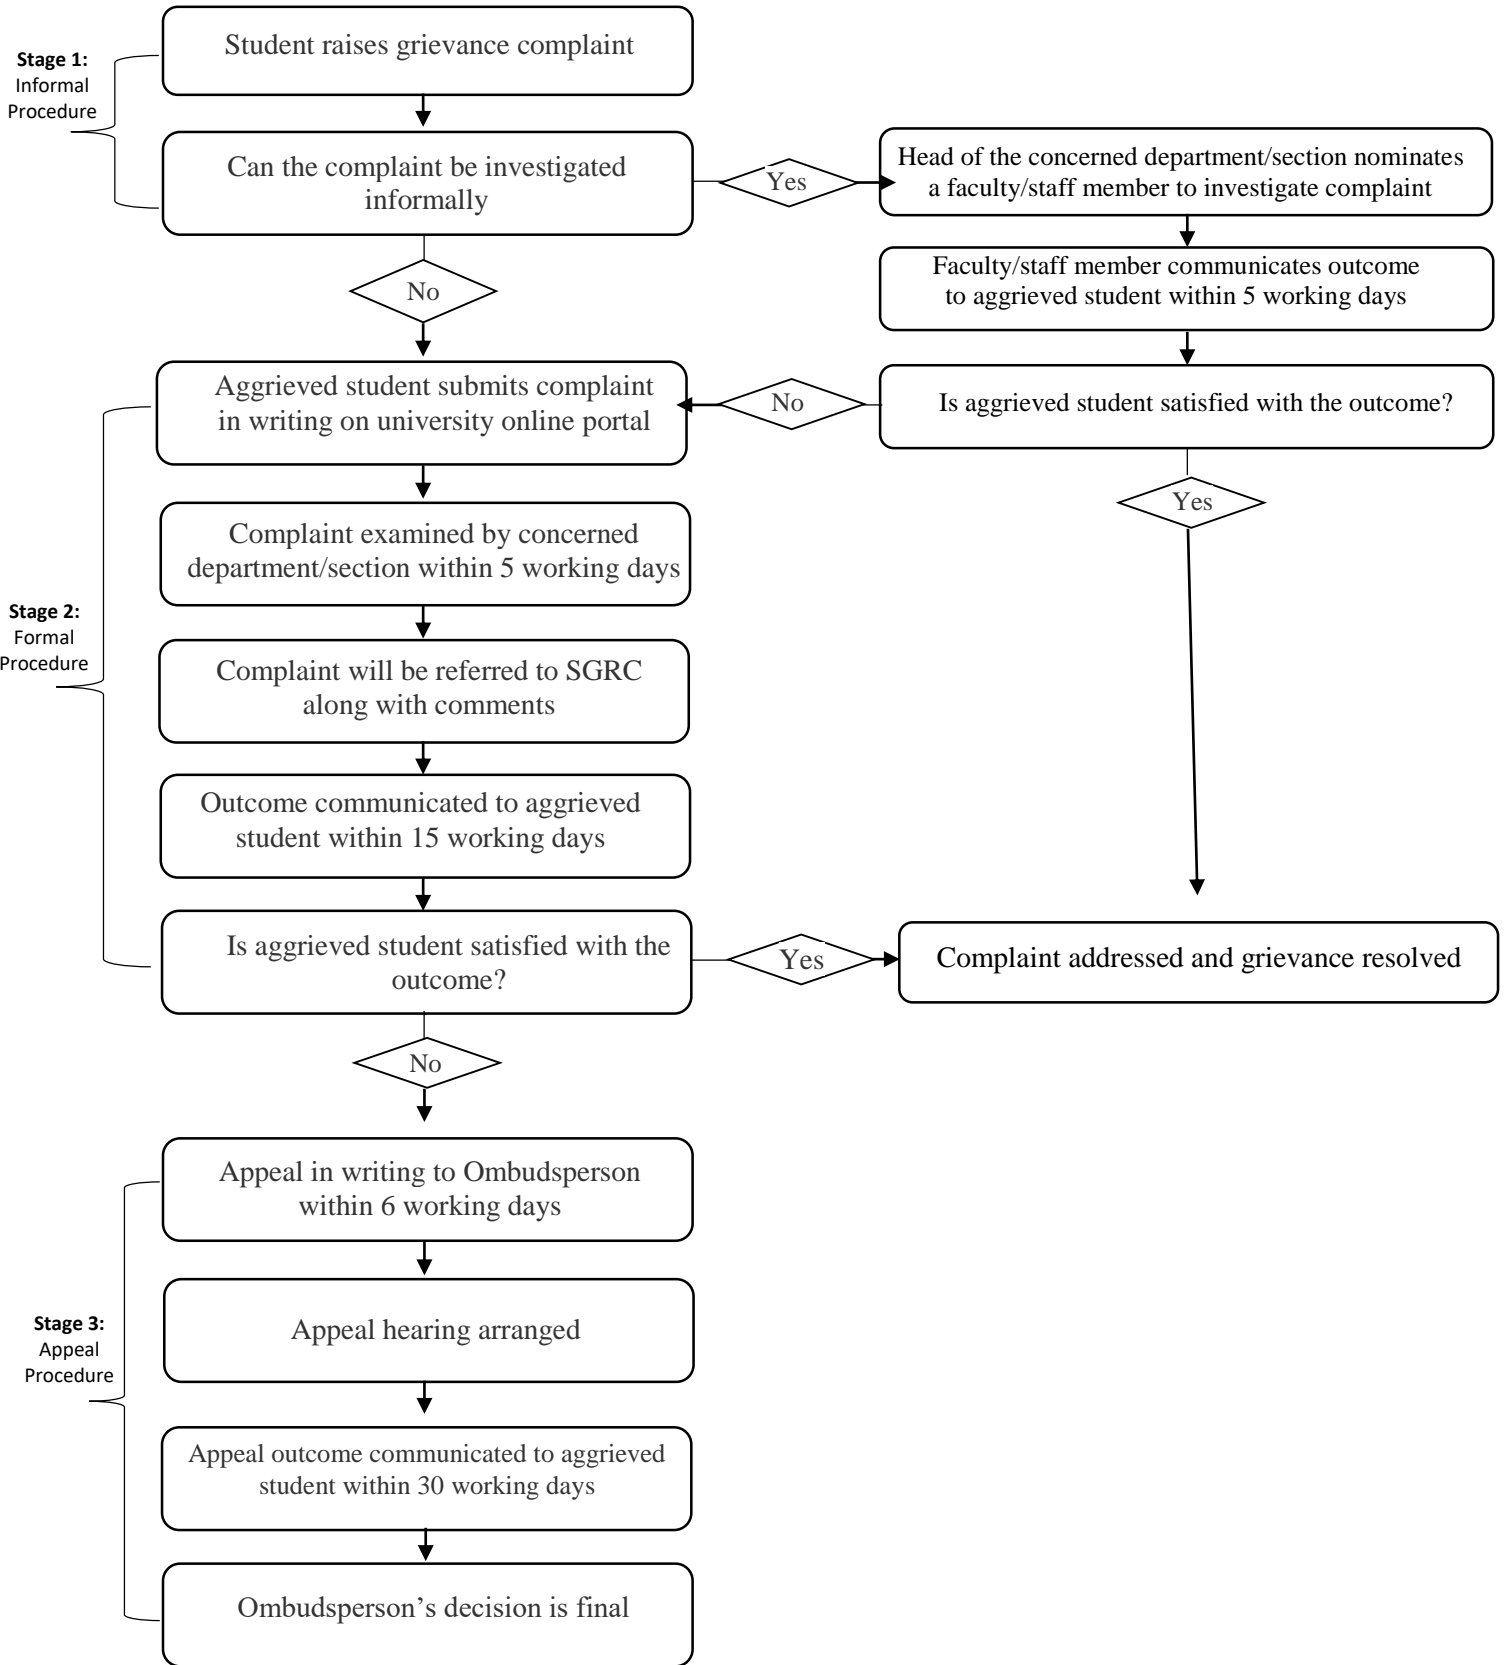 Student raises grievance complaint
Stage 1:
Informal
Procedure
Can the complaint be investigated
informally
Yes
Head of the concerned department/section nominates
a faculty/staff member to investigate complaint
No
Faculty/staff member communicates outcome
to aggrieved student within 5 working days
Aggrieved student submits complaint
in writing on university online portal
No
Is aggrieved student satisfied with the outcome?
Yes
Complaint examined by concerned
department/section within 5 working days
Stage 2:
Formal
Procedure
Complaint will be referred to SGRC
along with comments
Outcome communicated to aggrieved
student within 15 working days
Is aggrieved student satisfied with the
outcome?
Yes
Complaint addressed and grievance resolved
No
Appeal in writing to Ombudsperson
within 6 working days
Appeal hearing arranged
Stage 3:
Appeal
Procedure
Appeal outcome communicated to aggrieved
student within 30 working days
Ombudsperson’s decision is final